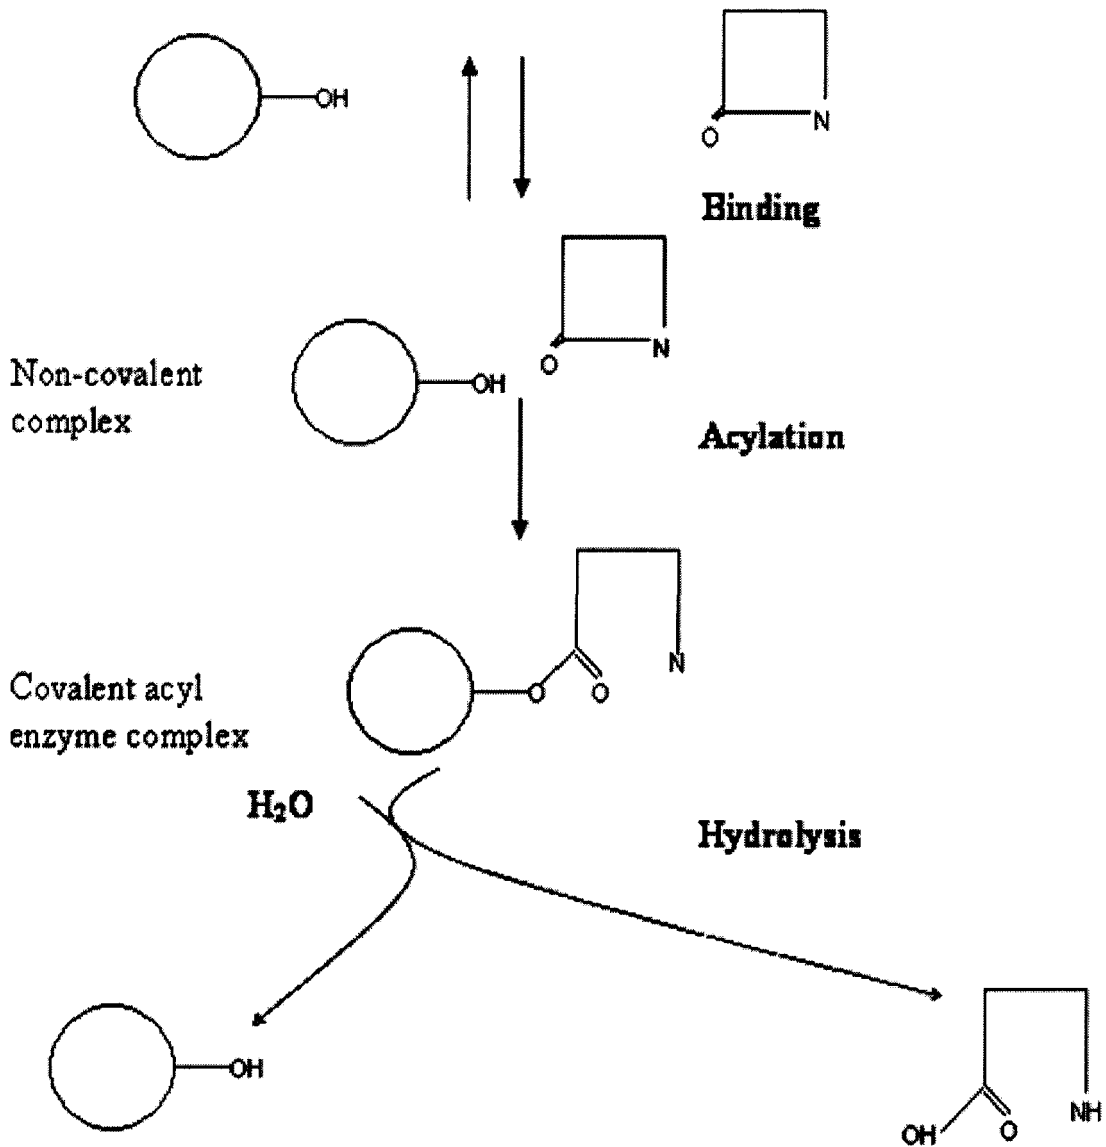 OH
O
N
Binding
Non-covalent
complex
OH
O
N
Acylation
Covalent acyl
enzyme complex
O
O
N
H₂O
Hydrolysis
OH
OH
O
NH